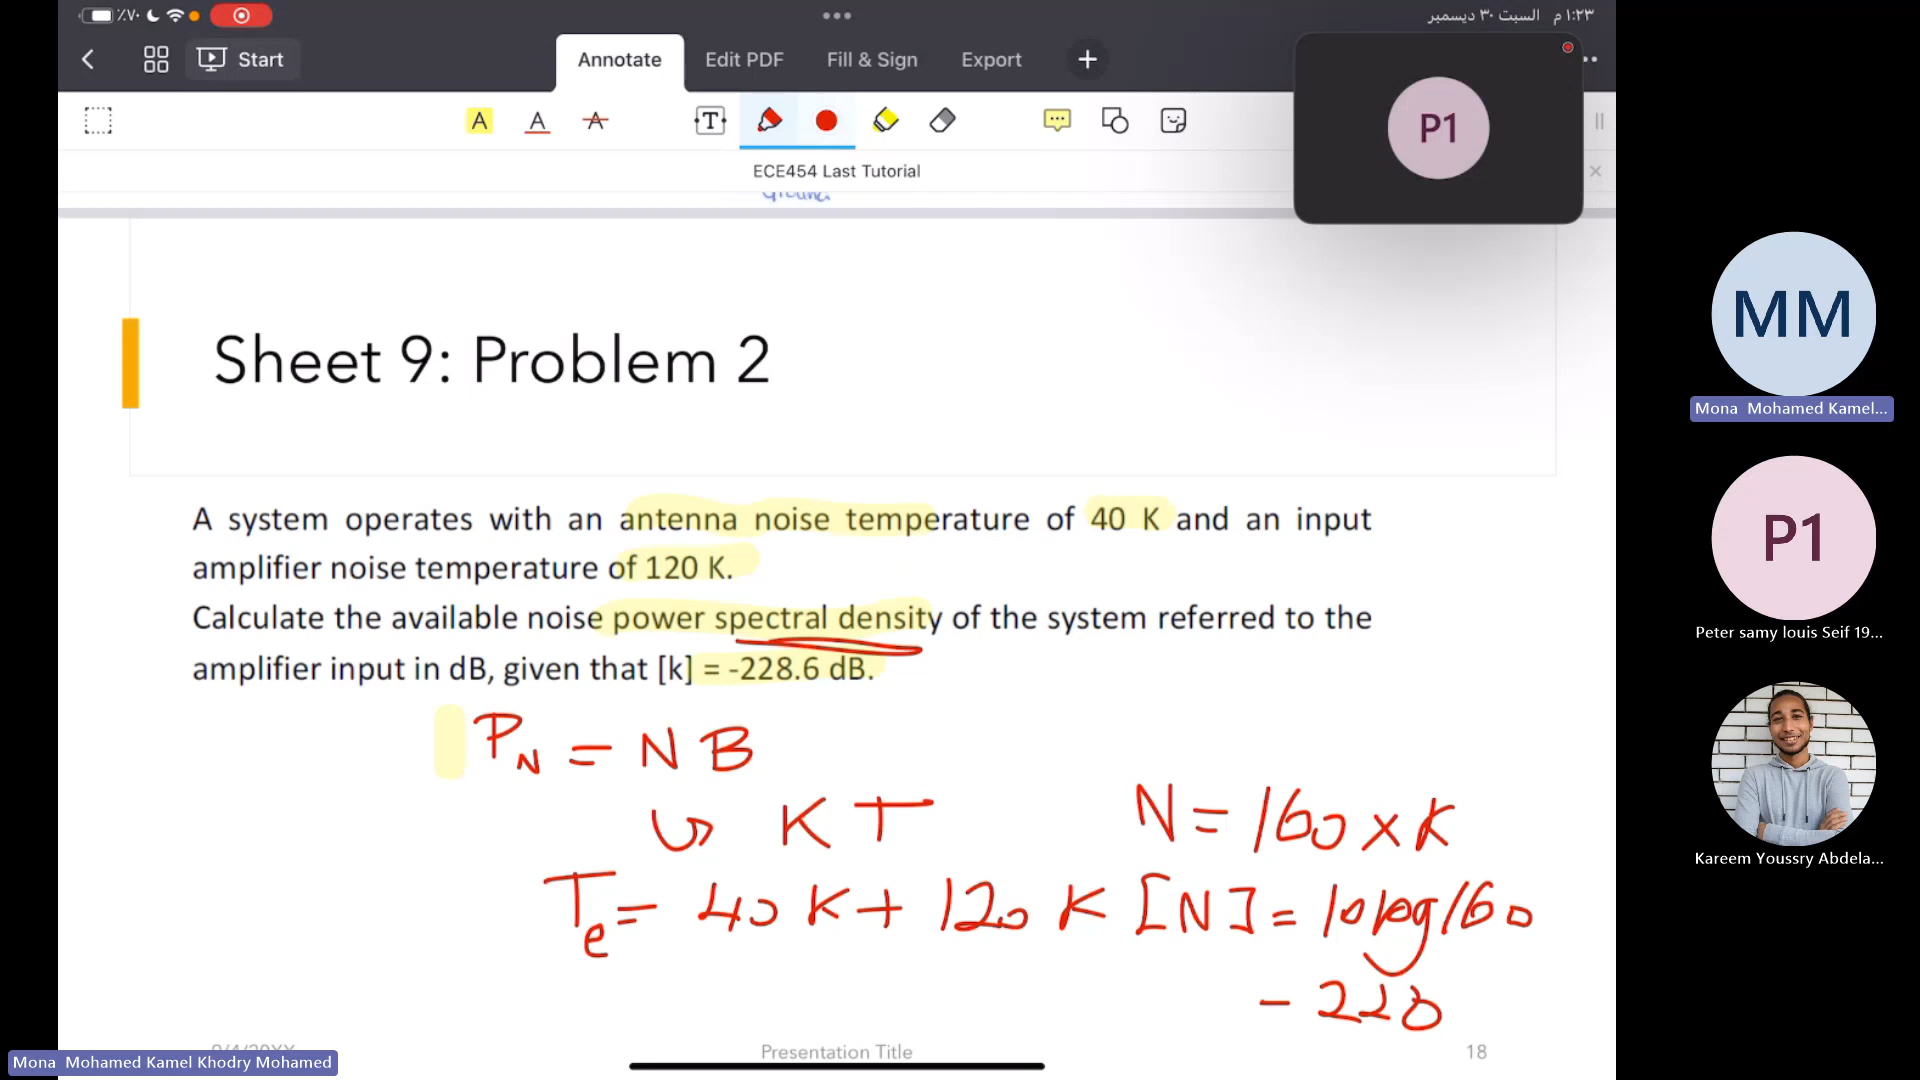 ٪٧٠
١:٢٣ م السبت ٣٠ ديسمبر
Start
Annotate
Edit PDF
Fill & Sign
Export
ECE454 Last Tutorial
P1
Sheet 9: Problem 2
A system operates with an antenna noise temperature of 40 K and an input
amplifier noise temperature of 120 K.
Calculate the available noise power spectral density of the system referred to the
amplifier input in dB, given that [k] = -228.6 dB.
P_N = N B
K T
N = 160 x K
T_e = 40 K + 120 K
[N] = 10 log 160
- 228
Presentation Title
18
MM
Mona Mohamed Kamel...
P1
Peter samy louis Seif 19...
Kareem Youssry Abdela...
Mona Mohamed Kamel Khodry Mohamed